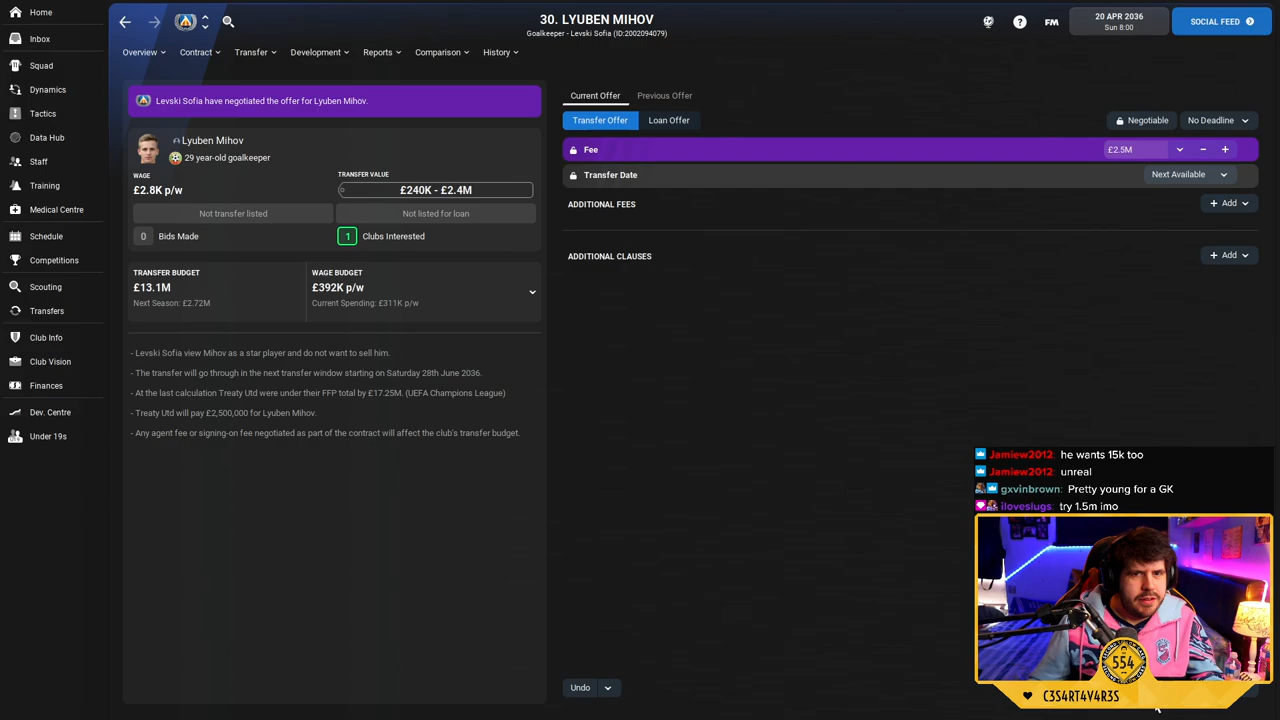 Home
Inbox
Squad
Dynamics
Tactics
Data Hub
Staff
Training
Medical Centre
Schedule
Competitions
Scouting
Transfers
Club Info
Club Vision
Finances
Dev. Centre
Under 19s
30. LYUBEN MIHOV
Goalkeeper - Levski Sofia (ID:2002094079)
?
FM
20 APR 2036
Sun 8:00
SOCIAL FEED
Overview
Contract
Transfer
Development
Reports
Comparison
History
Levski Sofia have negotiated the offer for Lyuben Mihov.
Lyuben Mihov
29 year-old goalkeeper
WAGE
£2.8K p/w
TRANSFER VALUE
£240K - £2.4M
Not transfer listed
Not listed for loan
0 Bids Made
1 Clubs Interested
TRANSFER BUDGET
£13.1M
Next Season: £2.72M
WAGE BUDGET
£392K p/w
Current Spending: £311K p/w
- Levski Sofia view Mihov as a star player and do not want to sell him.
- The transfer will go through in the next transfer window starting on Saturday 28th June 2036.
- At the last calculation Treaty Utd were under their FFP total by £17.25M. (UEFA Champions League)
- Treaty Utd will pay £2,500,000 for Lyuben Mihov.
- Any agent fee or signing-on fee negotiated as part of the contract will affect the club's transfer budget.
Current Offer
Previous Offer
Transfer Offer
Loan Offer
Negotiable
No Deadline
Fee
£2.5M
Transfer Date
Next Available
ADDITIONAL FEES
+ Add
ADDITIONAL CLAUSES
+ Add
Undo
Jamiew2012: he wants 15k too
Jamiew2012: unreal
gxvinbrown: Pretty young for a GK
iloveslugs: try 1.5m imo
554
C3S4RT4V4R3S